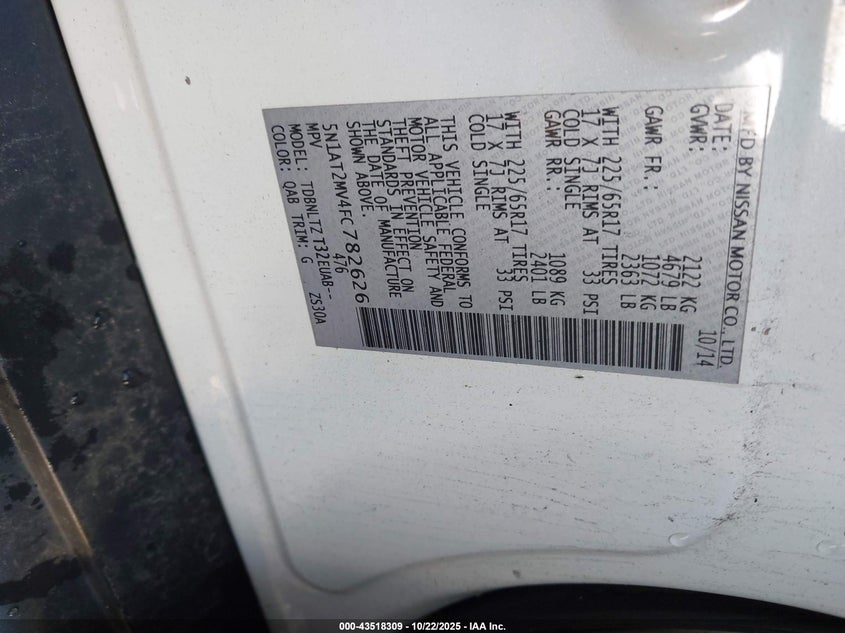 MFD BY NISSAN MOTOR CO., LTD.
DATE: 10/14
GVWR: 2122 KG
4679 LB
GAWR FR.: 1072 KG
2363 LB
WITH 225/65R17 TIRES
17 X 7J RIMS AT 33 PSI
COLD SINGLE
GAWR RR.: 1089 KG
2401 LB
WITH 225/65R17 TIRES
17 X 7J RIMS AT 33 PSI
COLD SINGLE
THIS VEHICLE CONFORMS TO
ALL APPLICABLE FEDERAL
MOTOR VEHICLE SAFETY AND
THEFT PREVENTION
STANDARDS IN EFFECT ON
THE DATE OF MANUFACTURE
SHOWN ABOVE.
5N1AT2MV4FC782626
MPV 476
MODEL: TDBNLTZ T32EUAB--
COLOR: QAB TRIM: G ZS30A
000-43518309 - 10/22/2025 - IAA Inc.